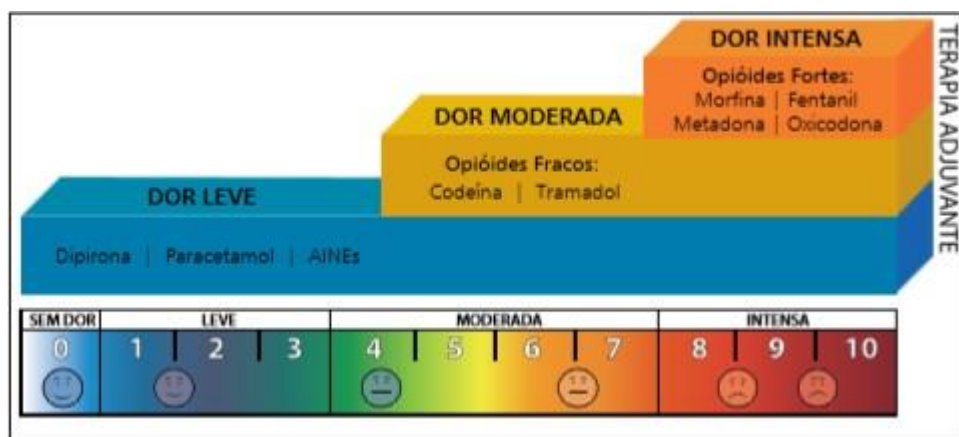 DOR INTENSA
Opióides Fortes:
Morfina | Fentanil
Metadona | Oxicodona
DOR MODERADA
Opióides Fracos:
Codeína | Tramadol
DOR LEVE
Dipirona | Paracetamol | AINEs
TERAPIA ADJUVANTE
SEM DOR LEVE MODERADA INTENSA
0 1 2 3 4 5 6 7 8 9 10